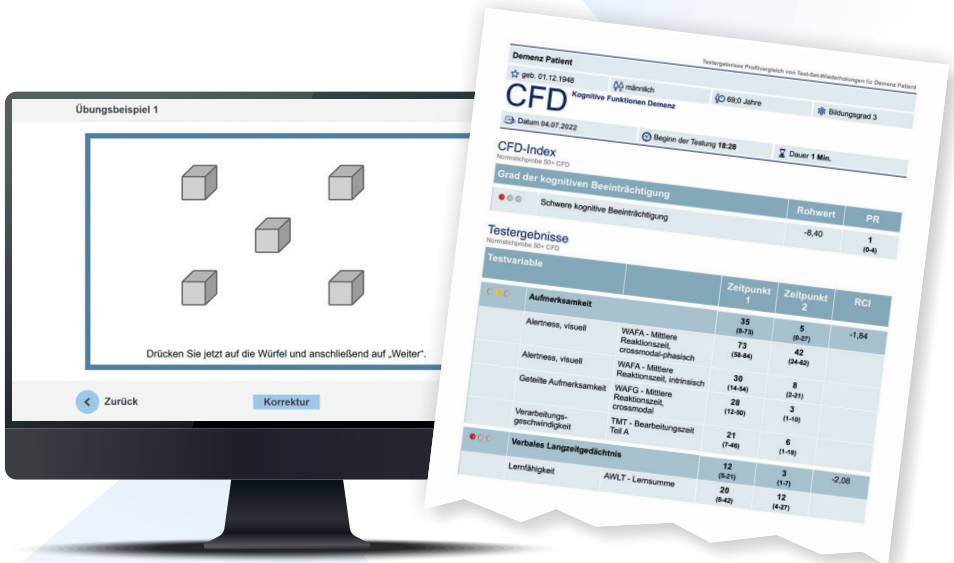 Übungsbeispiel 1
Drücken Sie jetzt auf die Würfel und anschließend auf „Weiter“.
Zurück
Korrektur
Demenz Patient
Testergebnisse Profilvergleich von Test-Set-Wiederholungen für Demenz Patient
geb. 01.12.1948
männlich
69;0 Jahre
Bildungsgrad 3
CFD Kognitive Funktionen Demenz
Datum 04.07.2022
Beginn der Testung 18:28
Dauer 1 Min.
CFD-Index
Normstichprobe 50+ CFD
Grad der kognitiven Beeinträchtigung Rohwert PR
Schwere kognitive Beeinträchtigung -8,40 1
(0-4)
Testergebnisse
Normstichprobe 50+ CFD
Testvariable Zeitpunkt 1 Zeitpunkt 2 RCI
Aufmerksamkeit 35 5 -1,84
(8-73) (0-27)
Alertness, visuell WAFA - Mittlere 73 42
Reaktionszeit, (58-84) (24-62)
crossmodal-phasisch
Alertness, visuell WAFA - Mittlere 30 8
Reaktionszeit, intrinsisch (14-54) (2-21)
Geteilte Aufmerksamkeit WAFG - Mittlere 28 3
Reaktionszeit, (12-50) (1-10)
crossmodal
Verarbeitungs- TMT - Bearbeitungszeit 21 6
geschwindigkeit Teil A (7-46) (1-18)
Verbales Langzeitgedächtnis 12 3 -2,08
(5-21) (1-7)
Lernfähigkeit AWLT - Lernsumme 20 12
(8-42) (4-27)